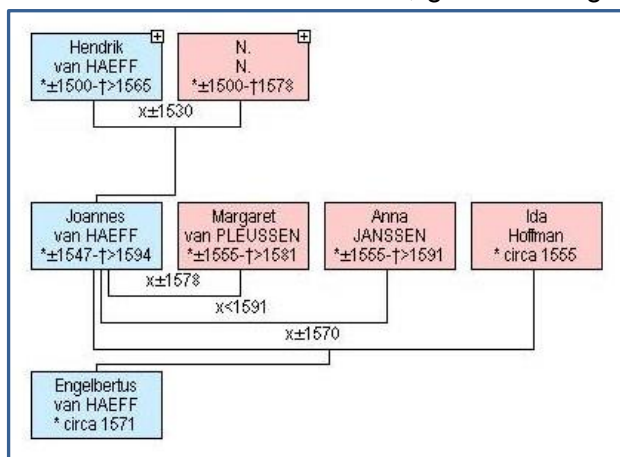 Hendrik
van HAEFF
*±1500-†>1565
N.
N.
*±1500-†1578
x±1530
Joannes
van HAEFF
*±1547-†>1594
Margaret
van PLEUSSEN
*±1555-†>1581
Anna
JANSSEN
*±1555-†>1591
Ida
Hoffman
* circa 1555
x±1578
x<1591
x±1570
Engelbertus
van HAEFF
* circa 1571